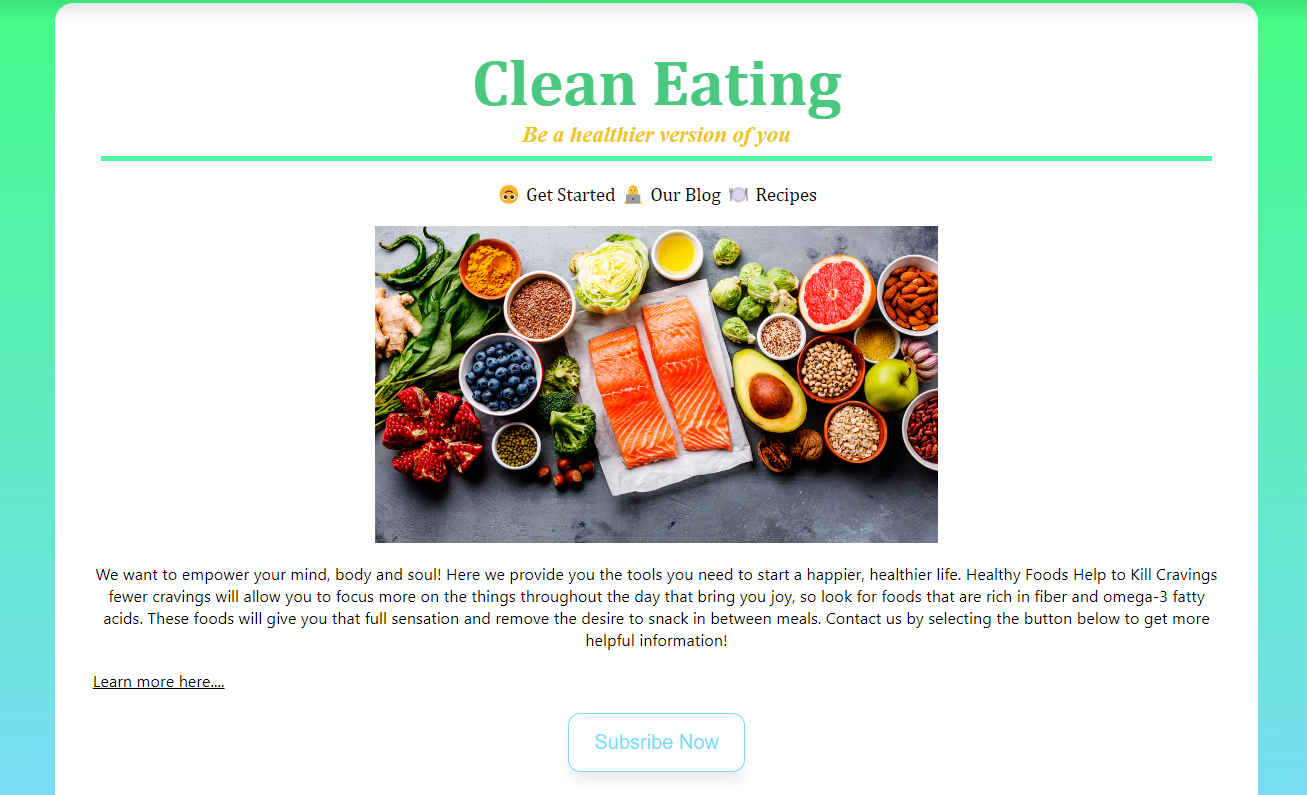 Clean Eating
Be a healthier version of you
🙃 Get Started 🧑‍💻 Our Blog 🍽️ Recipes
We want to empower your mind, body and soul! Here we provide you the tools you need to start a happier, healthier life. Healthy Foods Help to Kill Cravings
fewer cravings will allow you to focus more on the things throughout the day that bring you joy, so look for foods that are rich in fiber and omega-3 fatty
acids. These foods will give you that full sensation and remove the desire to snack in between meals. Contact us by selecting the button below to get more
helpful information!
Learn more here....
Subsribe Now